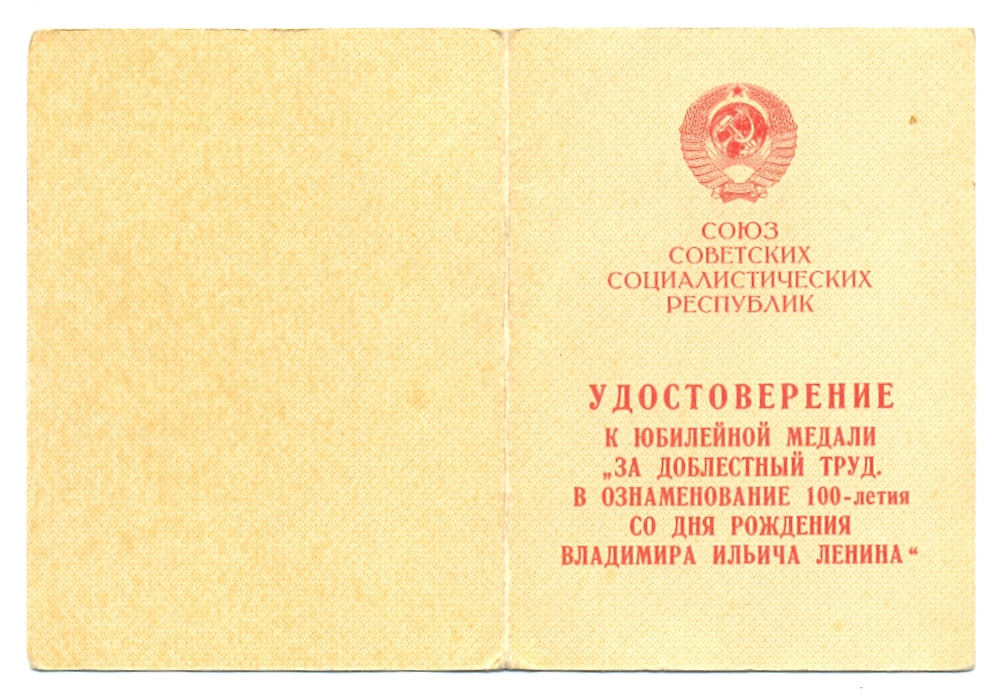 СОЮЗ
СОВЕТСКИХ
СОЦИАЛИСТИЧЕСКИХ
РЕСПУБЛИК
УДОСТОВЕРЕНИЕ
К ЮБИЛЕЙНОЙ МЕДАЛИ
„ЗА ДОБЛЕСТНЫЙ ТРУД.
В ОЗНАМЕНОВАНИЕ 100-летия
СО ДНЯ РОЖДЕНИЯ
ВЛАДИМИРА ИЛЬИЧА ЛЕНИНА“